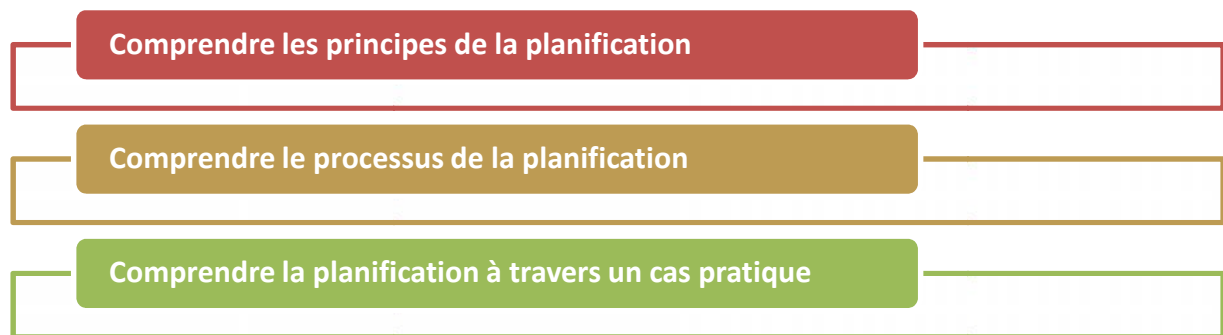 Comprendre les principes de la planification
Comprendre le processus de la planification
Comprendre la planification à travers un cas pratique